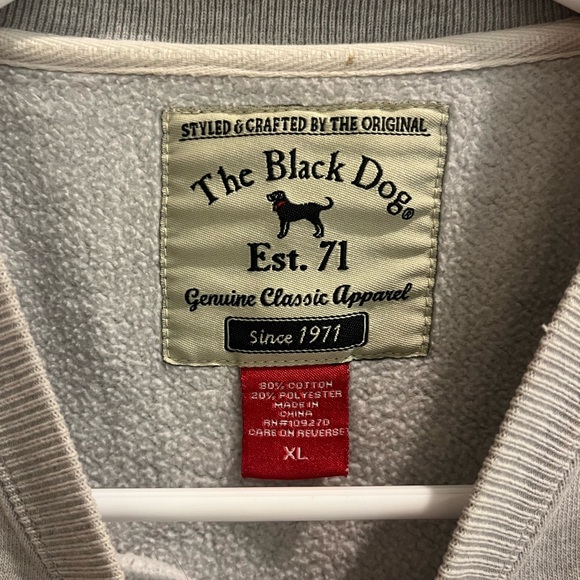 STYLED & CRAFTED BY THE ORIGINAL
The Black Dog®
Est. 71
Genuine Classic Apparel
Since 1971
80% COTTON
20% POLYESTER
MADE IN
CHINA
RN#109270
CARE ON REVERSE
XL